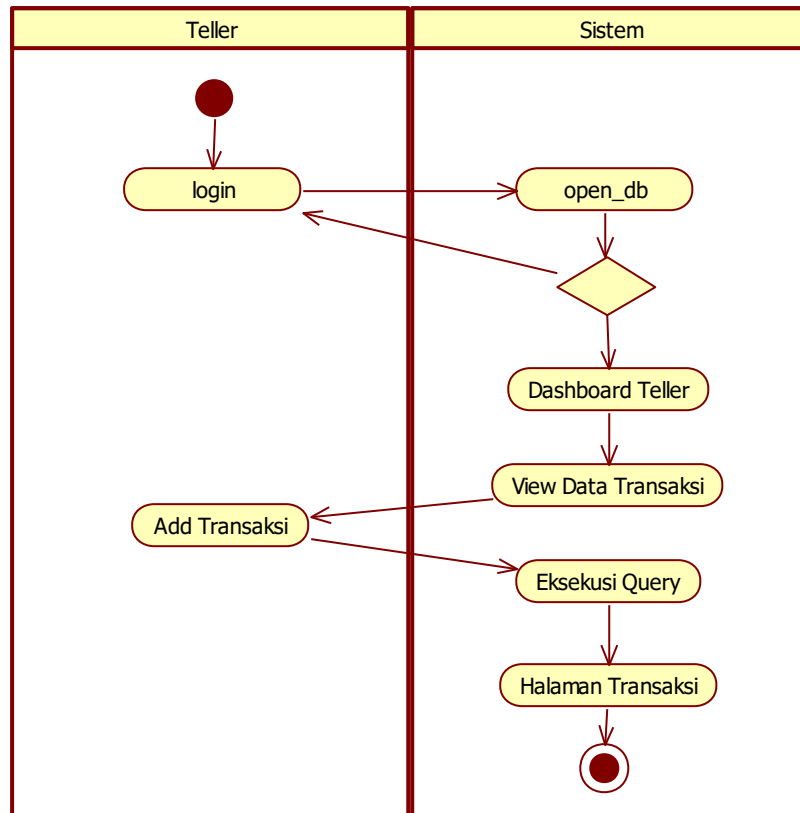 Teller
Sistem
login
open_db
Dashboard Teller
View Data Transaksi
Add Transaksi
Eksekusi Query
Halaman Transaksi